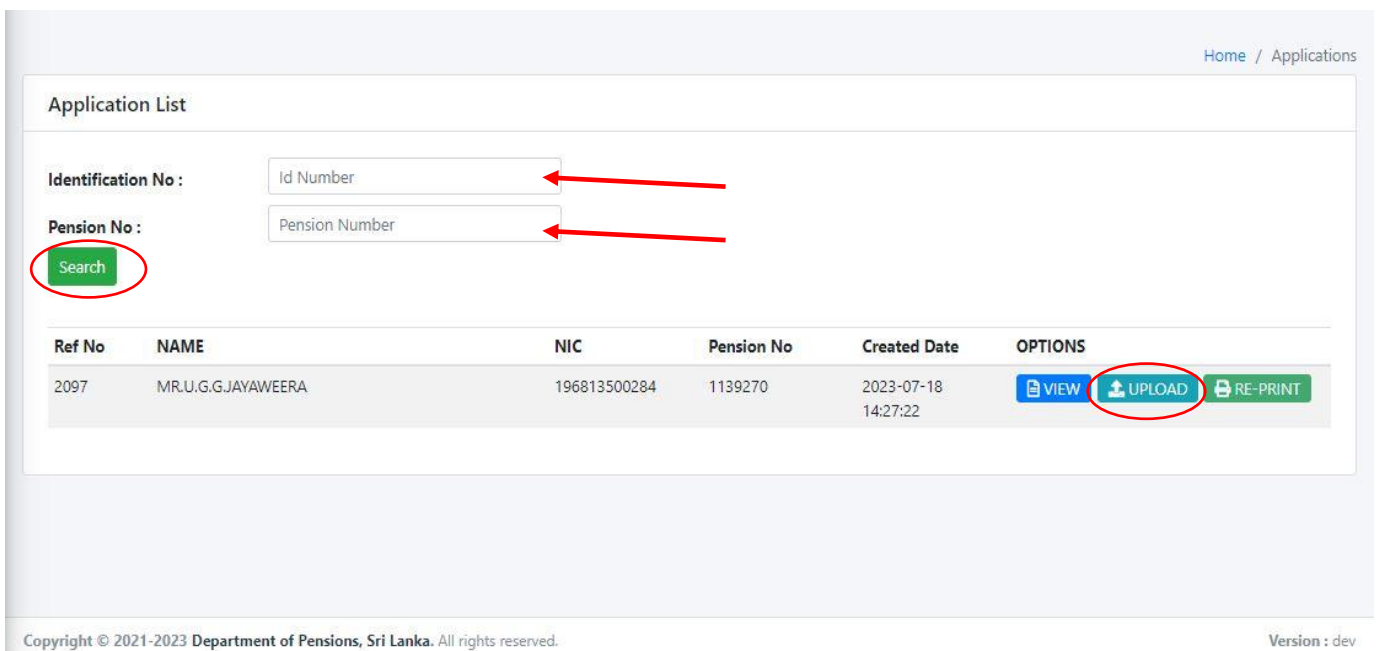 Home / Applications
Application List
Identification No :
Id Number
Pension No :
Pension Number
Search
Ref No NAME NIC Pension No Created Date OPTIONS
2097 MR.U.G.G.JAYAWEERA 196813500284 1139270 2023-07-18 VIEW UPLOAD RE-PRINT
14:27:22
Copyright © 2021-2023 Department of Pensions, Sri Lanka. All rights reserved. Version : dev